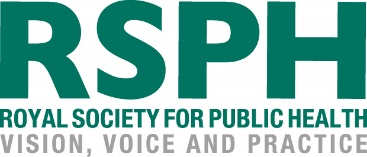 RSPH
ROYAL SOCIETY FOR PUBLIC HEALTH
VISION, VOICE AND PRACTICE